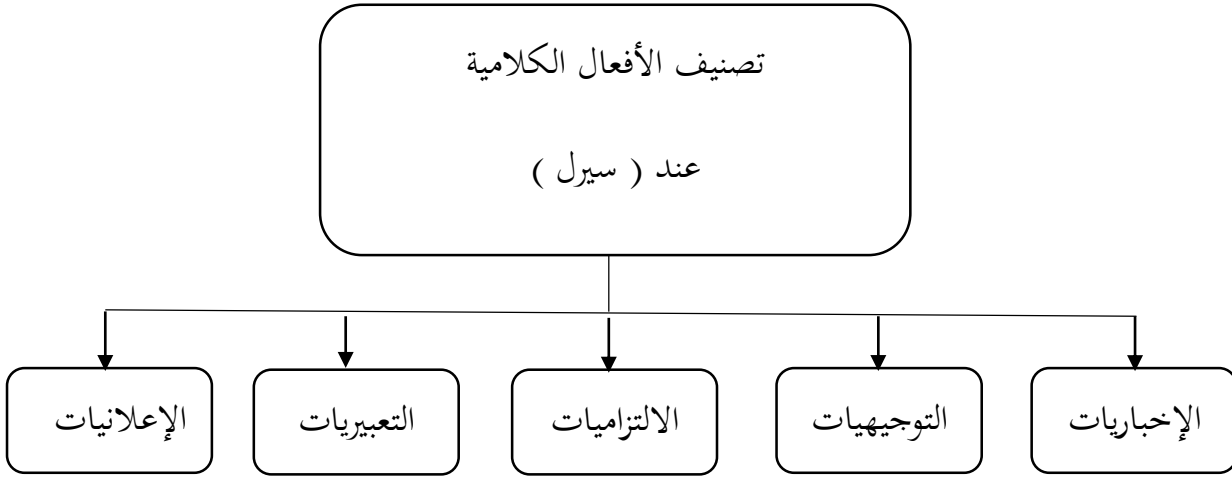 تصنيف الأفعال الكلامية
عند ( سيرل )
الإخباريات
التوجيهيات
الالتزاميات
التعبيريات
الإعلانيات